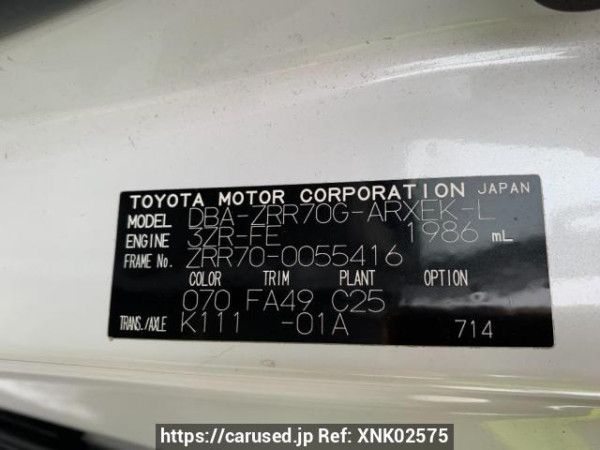 TOYOTA MOTOR CORPORATION JAPAN
MODEL DBA-ZRR70G-ARXEK-L
ENGINE 3ZR-FE 1986 mL
FRAME No. ZRR70-0055416
COLOR TRIM PLANT OPTION
070 FA49 C25
TRANS./AXLE K111 -01A 714
https://carused.jp Ref: XNK02575